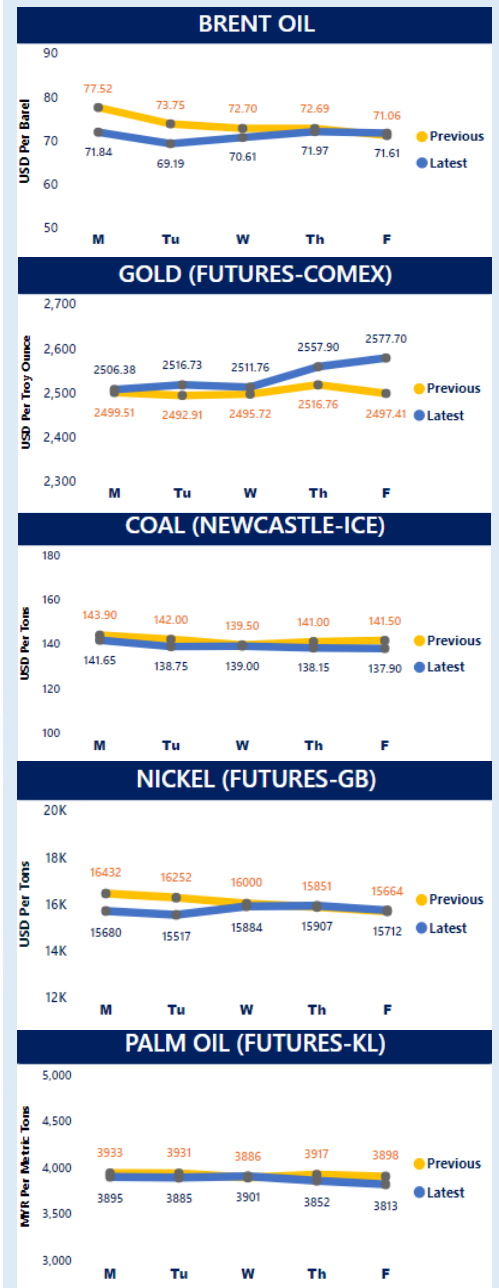 BRENT OIL
90
80
70
60
50
USD Per Barel
77.52 73.75 72.70 72.69 71.06
71.84 69.19 70.61 71.97 71.61
Previous
Latest
M Tu W Th F
GOLD (FUTURES-COMEX)
2,700
2,600
2,500
2,400
2,300
USD Per Troy Ounce
2506.38 2516.73 2511.76 2557.90 2577.70
2499.51 2492.91 2495.72 2516.76 2497.41
Previous
Latest
M Tu W Th F
COAL (NEWCASTLE-ICE)
180
160
140
120
100
USD Per Tons
143.90 142.00 139.50 141.00 141.50
141.65 138.75 139.00 138.15 137.90
Previous
Latest
M Tu W Th F
NICKEL (FUTURES-GB)
20K
18K
16K
14K
12K
USD Per Tons
16432 16252 16000 15851 15664
15680 15517 15884 15907 15712
Previous
Latest
M Tu W Th F
PALM OIL (FUTURES-KL)
5,000
4,500
4,000
3,500
3,000
MYR Per Metric Tons
3933 3931 3886 3917 3898
3895 3885 3901 3852 3813
Previous
Latest
M Tu W Th F